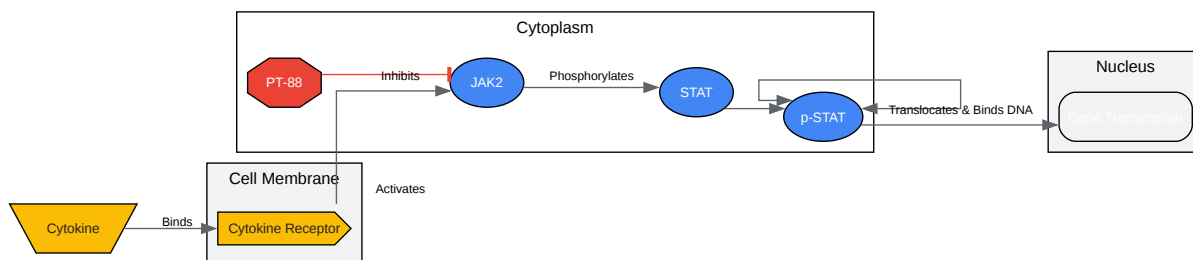 Cytoplasm
PT-88
Inhibits
JAK2
Phosphorylates
STAT
p-STAT
Translocates & Binds DNA
Nucleus
Gene Transcription
Cell Membrane
Activates
Cytokine
Binds
Cytokine Receptor